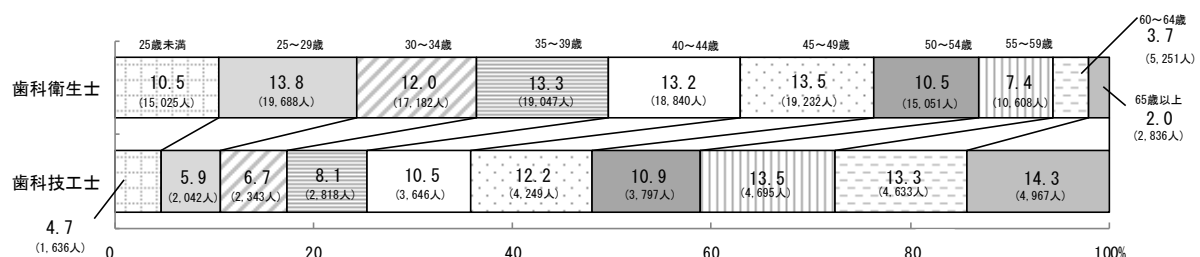 60～64歳
3.7
(5,251人)
25歳未満 25～29歳 30～34歳 35～39歳 40～44歳 45～49歳 50～54歳 55～59歳
歯科衛生士 10.5 13.8 12.0 13.3 13.2 13.5 10.5 7.4
(15,025人) (19,688人) (17,182人) (19,047人) (18,840人) (19,232人) (15,051人) (10,608人)
65歳以上
2.0
(2,836人)
歯科技工士 5.9 6.7 8.1 10.5 12.2 10.9 13.5 13.3 14.3
(2,042人) (2,343人) (2,818人) (3,646人) (4,249人) (3,797人) (4,695人) (4,633人) (4,967人)
4.7
(1,636人)
0 20 40 60 80 100%